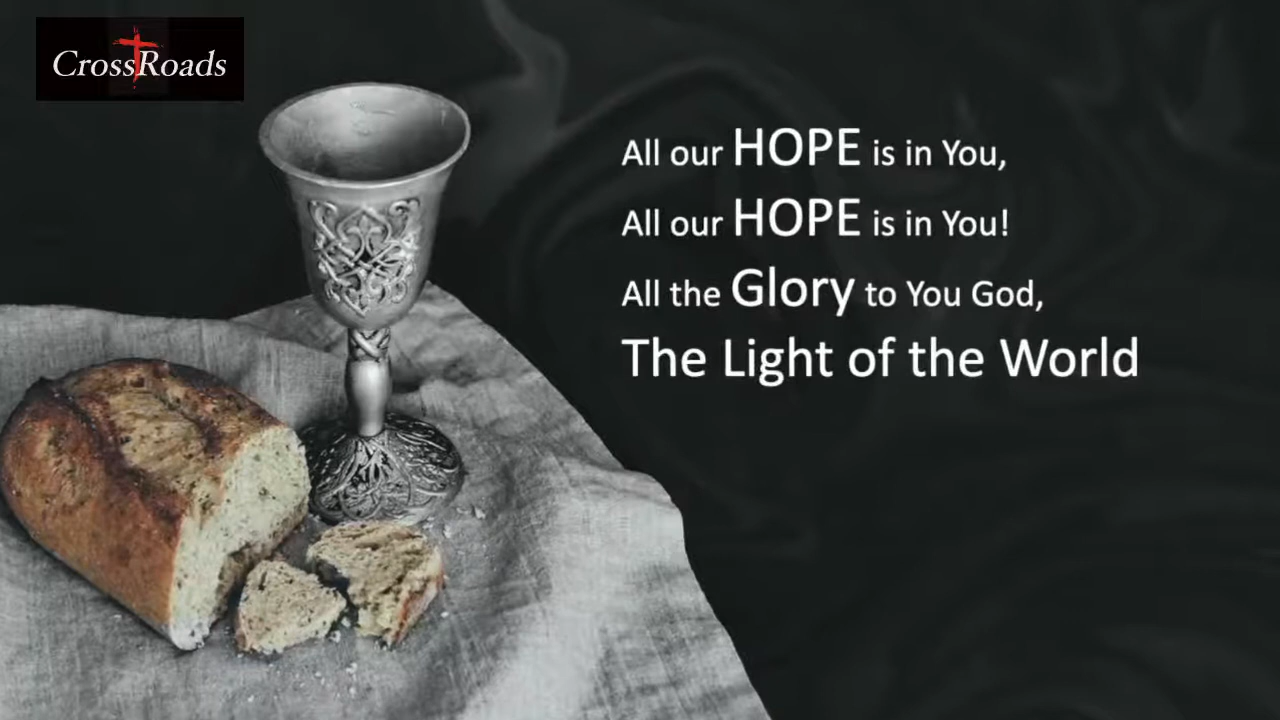 CrossRoads
All our HOPE is in You,
All our HOPE is in You!
All the Glory to You God,
The Light of the World